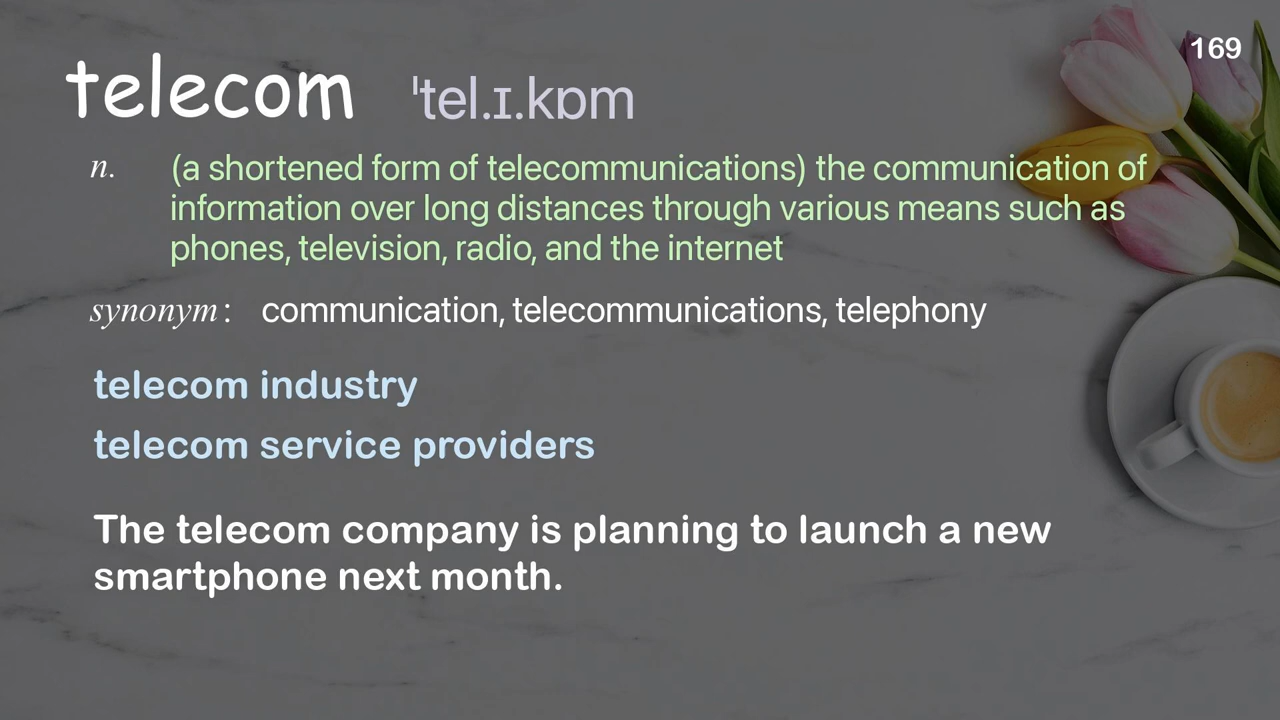 169
telecom ˈtel.ɪ.kɒm
n. (a shortened form of telecommunications) the communication of
information over long distances through various means such as
phones, television, radio, and the internet
synonym: communication, telecommunications, telephony
telecom industry
telecom service providers
The telecom company is planning to launch a new
smartphone next month.